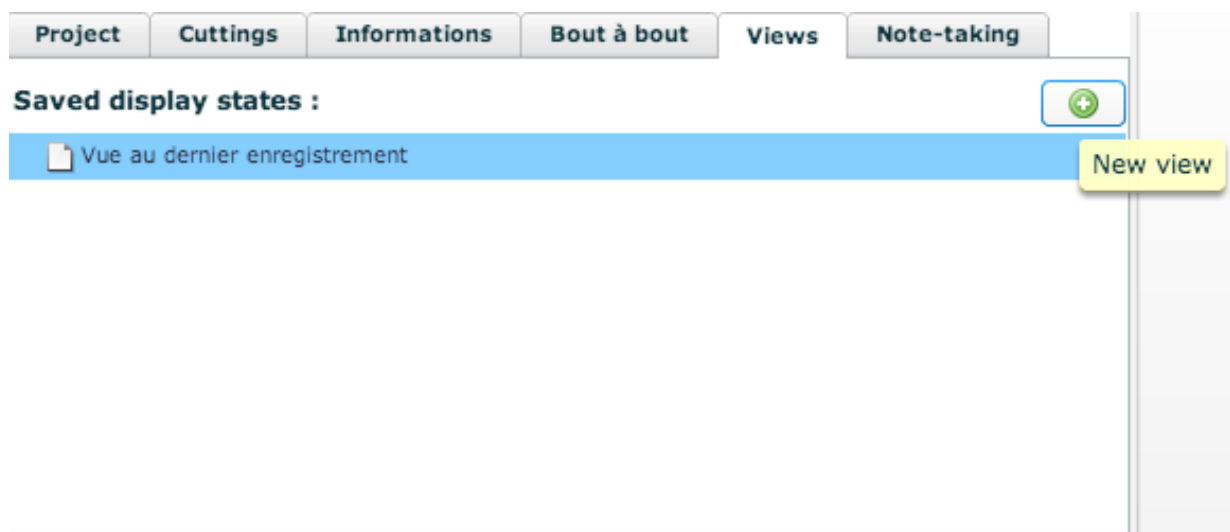 Project Cuttings Informations Bout à bout Views Note-taking
Saved display states :
Vue au dernier enregistrement
New view